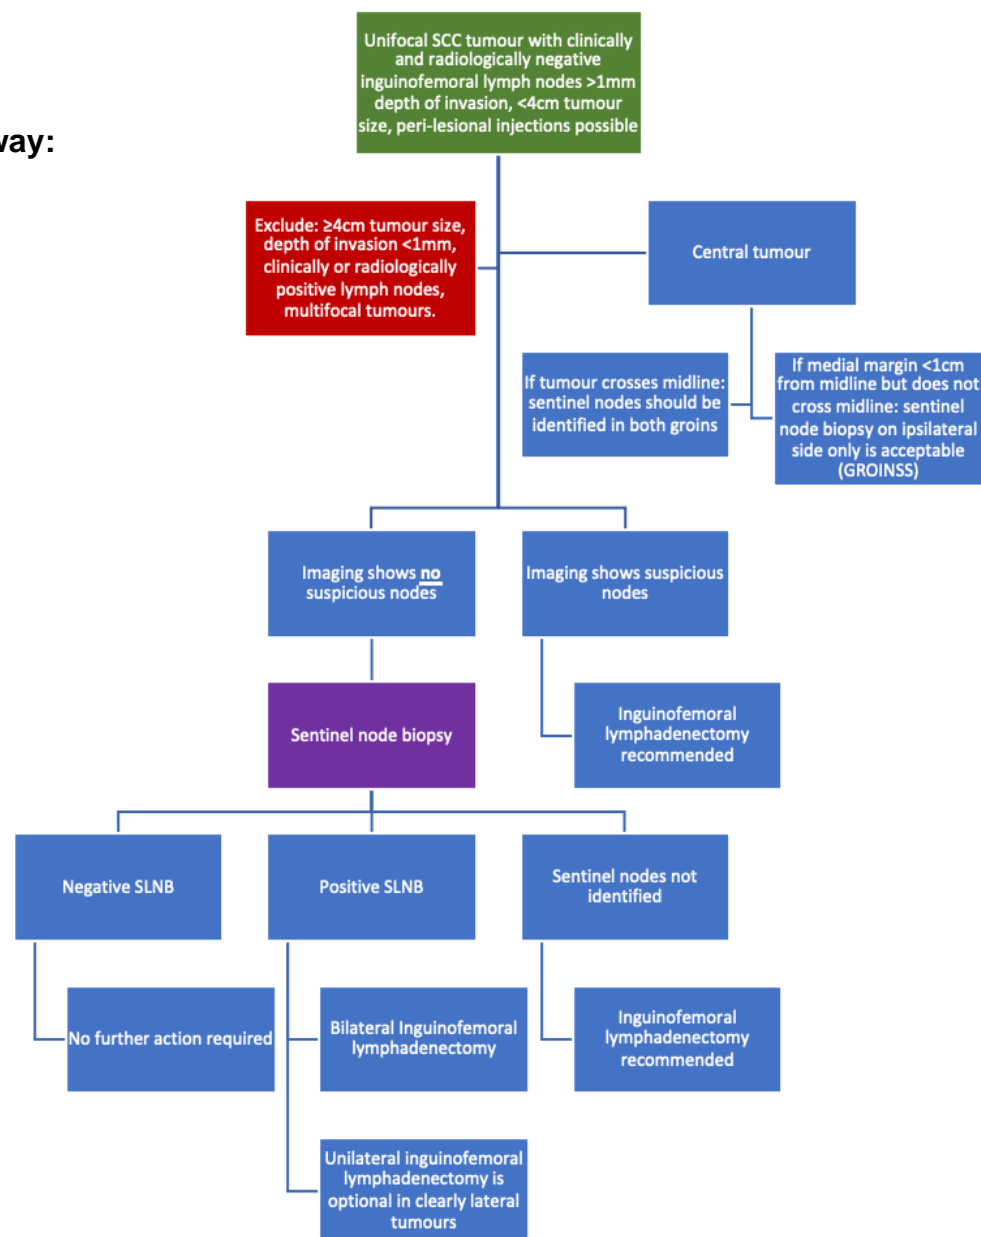 way:
Unifocal SCC tumour with clinically
and radiologically negative
inguinofemoral lymph nodes >1mm
depth of invasion, <4cm tumour
size, peri-lesional injections possible
Exclude: ≥4cm tumour size,
depth of invasion <1mm,
clinically or radiologically
positive lymph nodes,
multifocal tumours.
Central tumour
If tumour crosses midline:
sentinel nodes should be
identified in both groins
If medial margin <1cm
from midline but does not
cross midline: sentinel
node biopsy on ipsilateral
side only is acceptable
(GROINSS)
Imaging shows no
suspicious nodes
Imaging shows suspicious
nodes
Sentinel node biopsy
Inguinofemoral
lymphadenectomy
recommended
Negative SLNB
Positive SLNB
Sentinel nodes not
identified
No further action required
Bilateral Inguinofemoral
lymphadenectomy
Inguinofemoral
lymphadenectomy
recommended
Unilateral inguinofemoral
lymphadenectomy is
optional in clearly lateral
tumours